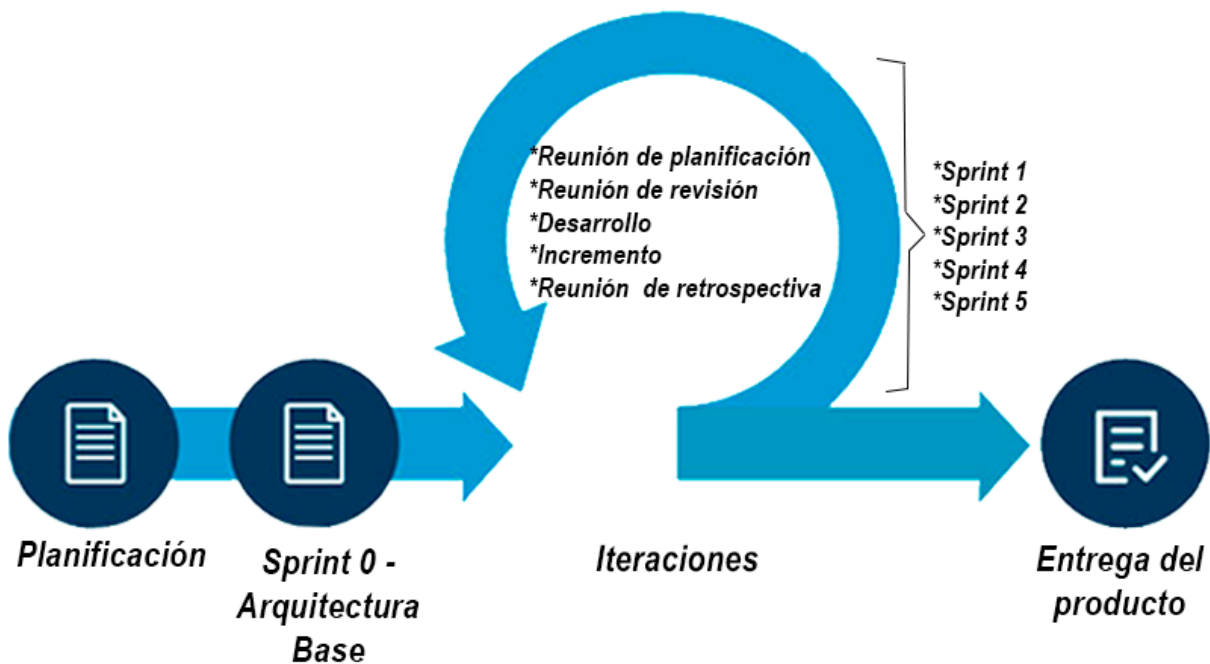 *Reunión de planificación
*Reunión de revisión
*Desarrollo
*Incremento
*Reunión  de retrospectiva
*Sprint 1
*Sprint 2
*Sprint 3
*Sprint 4
*Sprint 5
Planificación
Sprint 0 -
Arquitectura
Base
Iteraciones
Entrega del
producto